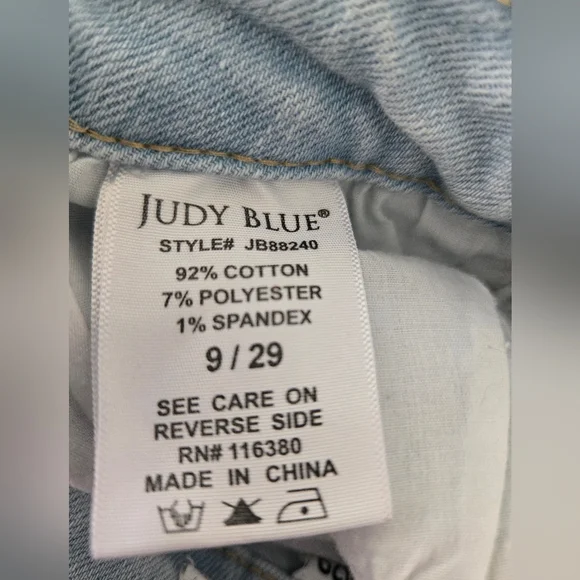 JUDY BLUE®
STYLE# JB88240
92% COTTON
7% POLYESTER
1% SPANDEX
9 / 29
SEE CARE ON
REVERSE SIDE
RN# 116380
MADE IN CHINA